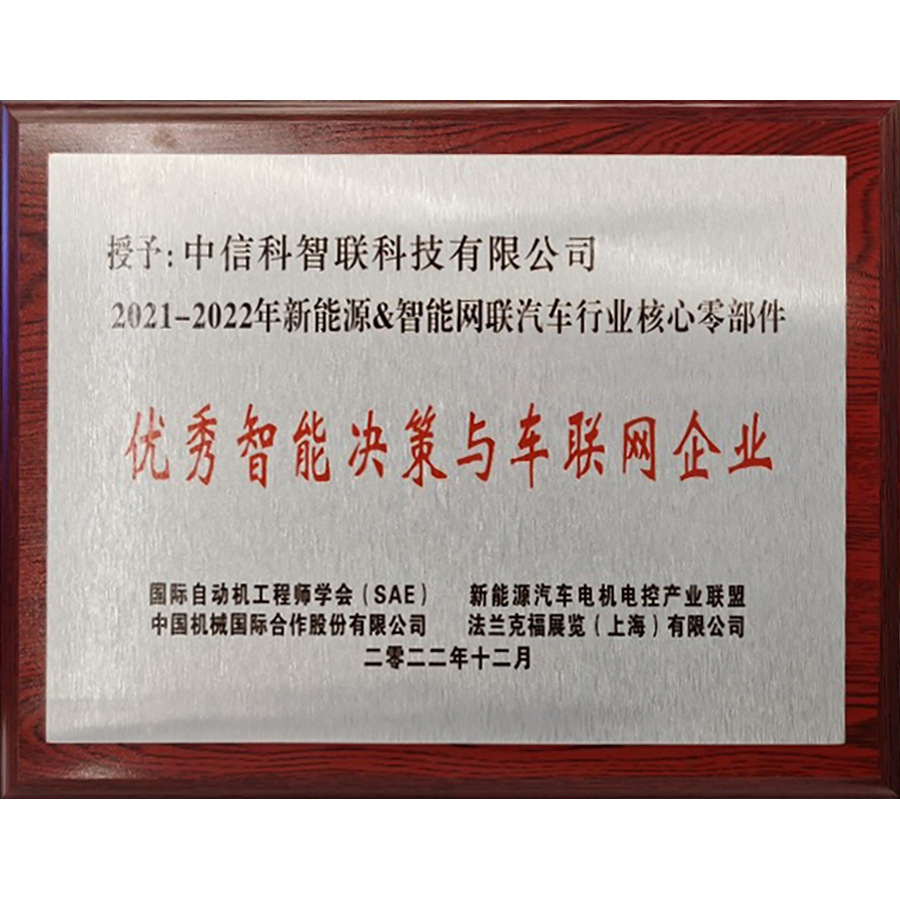 授予:中信科智联科技有限公司
2021-2022年新能源&智能网联汽车行业核心零部件
优秀智能决策与车联网企业
国际自动机工程师学会(SAE) 新能源汽车电机电控产业联盟
中国机械国际合作股份有限公司 法兰克福展览(上海)有限公司
二零二二年十二月